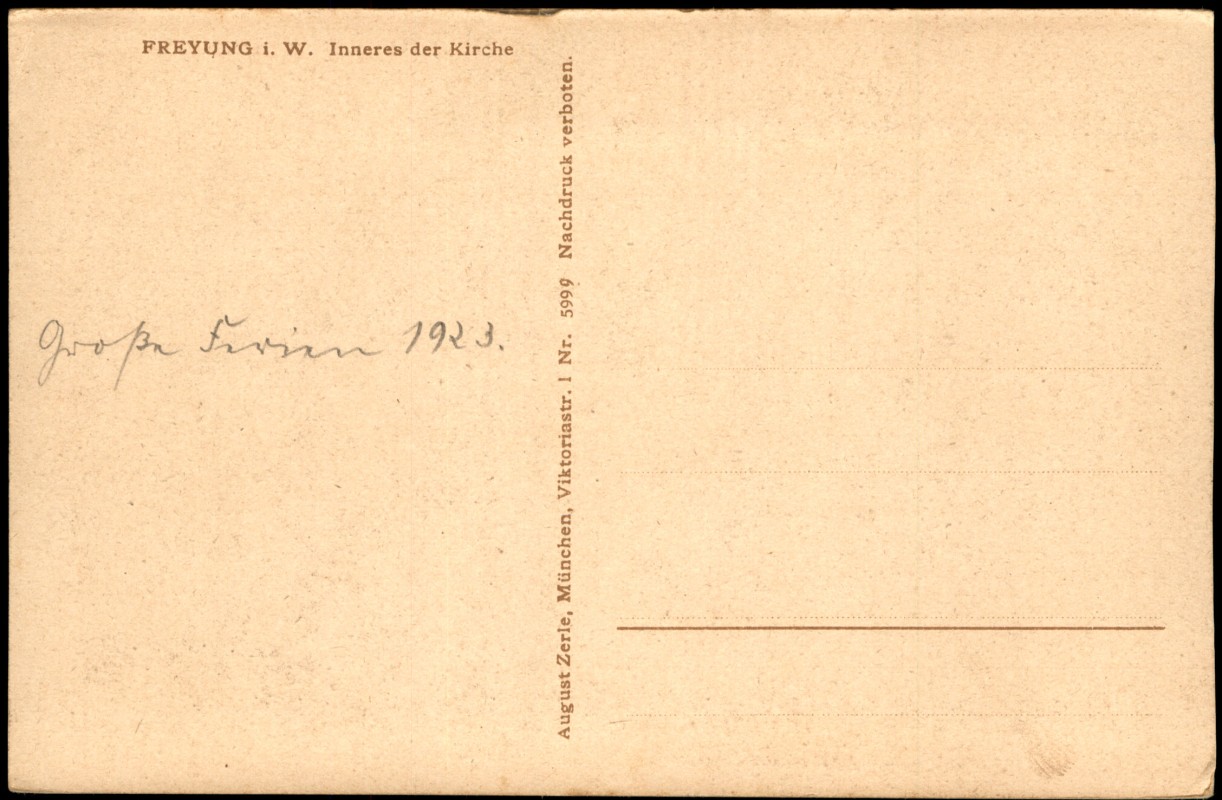 FREYUNG i. W. Inneres der Kirche
Große Ferien 1923.
August Zerle, München, Viktoriastr. 1 Nr. 5999 Nachdruck verboten.